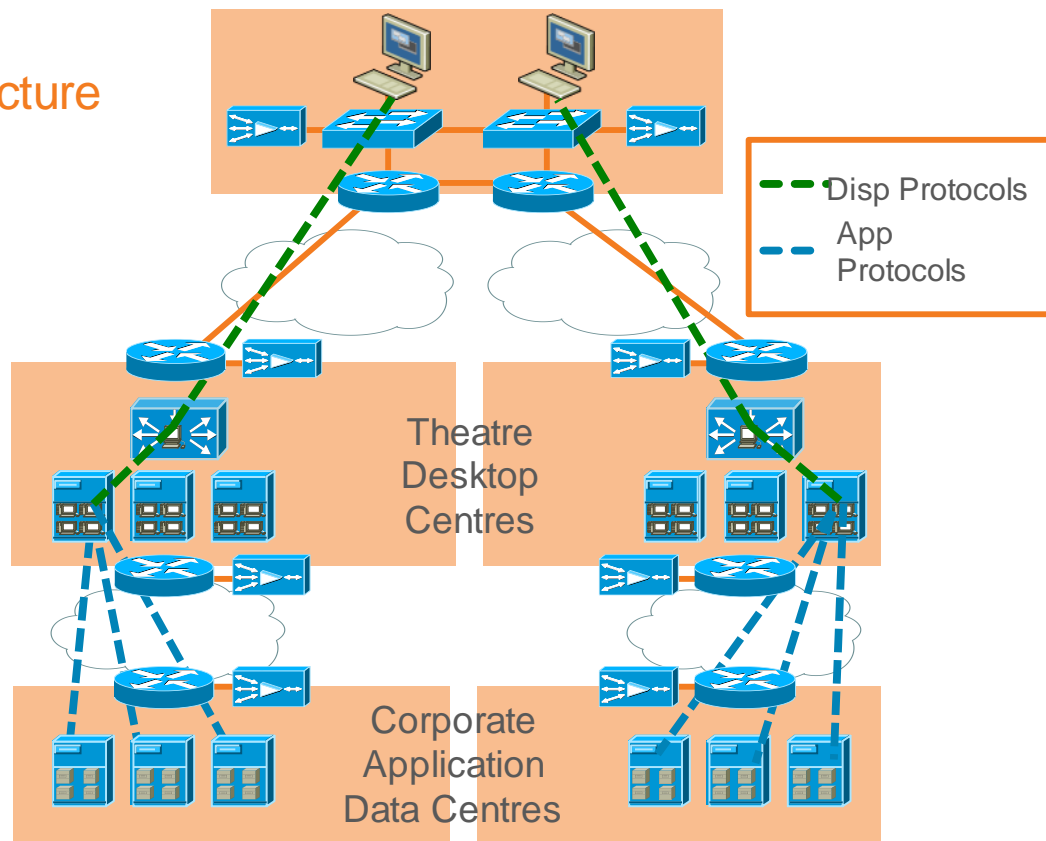 cture
Disp Protocols
App
Protocols
Theatre
Desktop
Centres
Corporate
Application
Data Centres